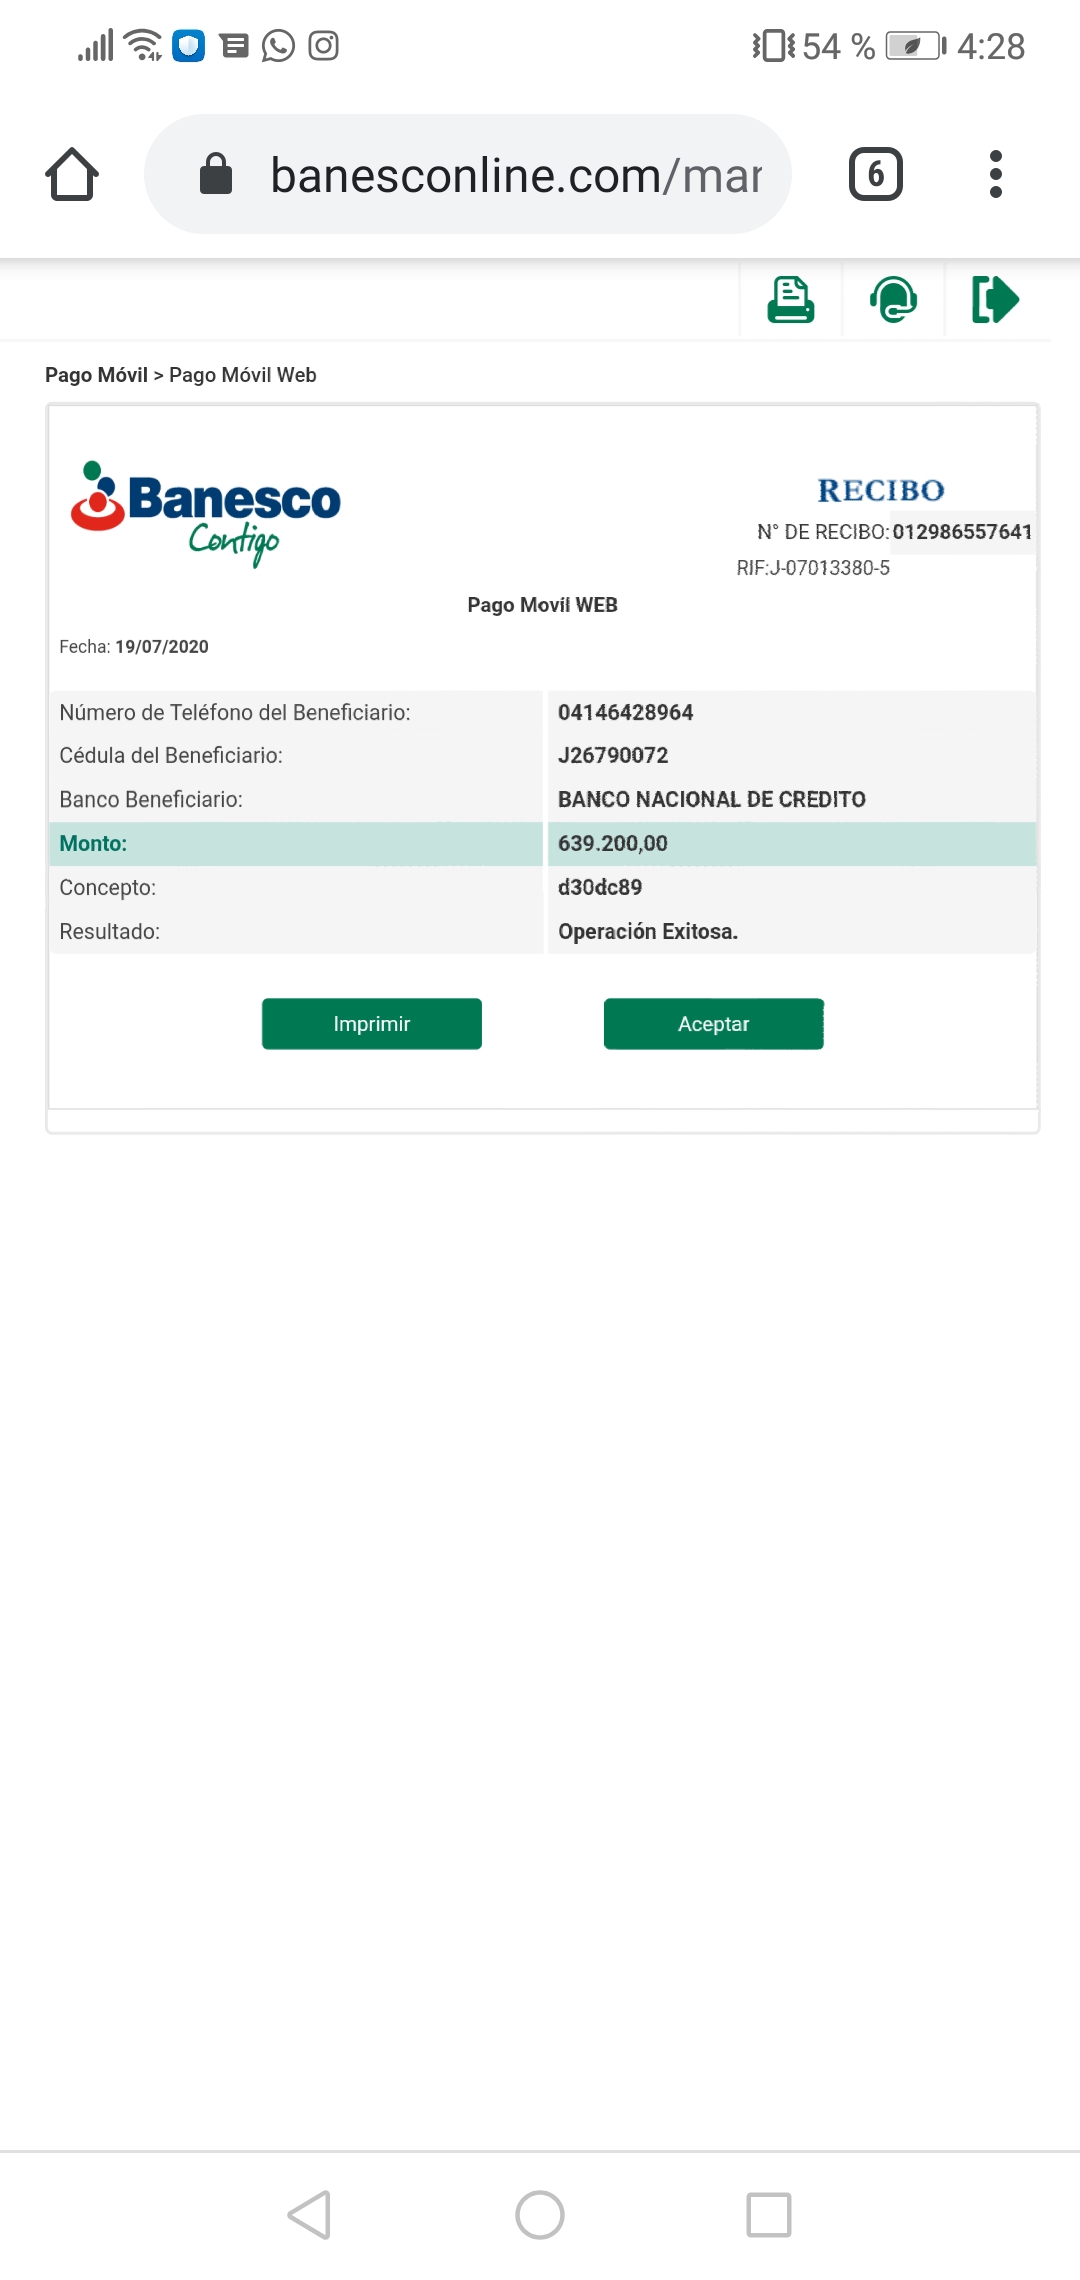 54 % 4:28
banesconline.com/mar
6
Pago Móvil > Pago Móvil Web
Banesco
Contigo
RECIBO
N° DE RECIBO: 012986557641
RIF:J-07013380-5
Pago Movil WEB
Fecha: 19/07/2020
Número de Teléfono del Beneficiario: 04146428964
Cédula del Beneficiario: J26790072
Banco Beneficiario: BANCO NACIONAL DE CREDITO
Monto: 639.200,00
Concepto: d30dc89
Resultado: Operación Exitosa.
Imprimir Aceptar